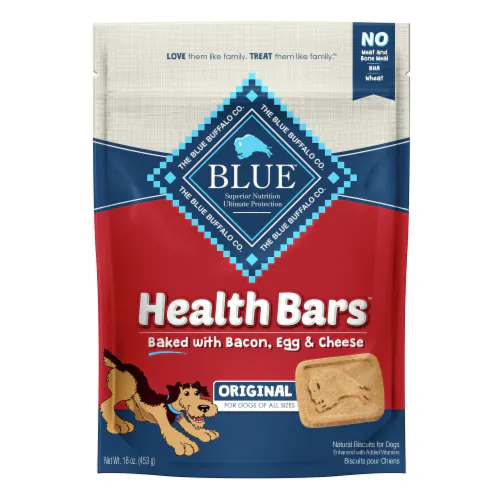 LOVE them like family. TREAT them like family.™
NO
Meat and
Bone Meal
BHA
Wheat
THE BLUE BUFFALO CO.
THE BLUE BUFFALO CO.
BLUE™
Superior Nutrition
Ultimate Protection
THE BLUE BUFFALO CO.
THE BLUE BUFFALO CO.
Health Bars™
Baked with Bacon, Egg & Cheese
ORIGINAL
FOR DOGS OF ALL SIZES
Natural Biscuits for Dogs
Enhanced with Added Vitamins
Biscuits pour Chiens
Net Wt. 16 oz. (453 g)